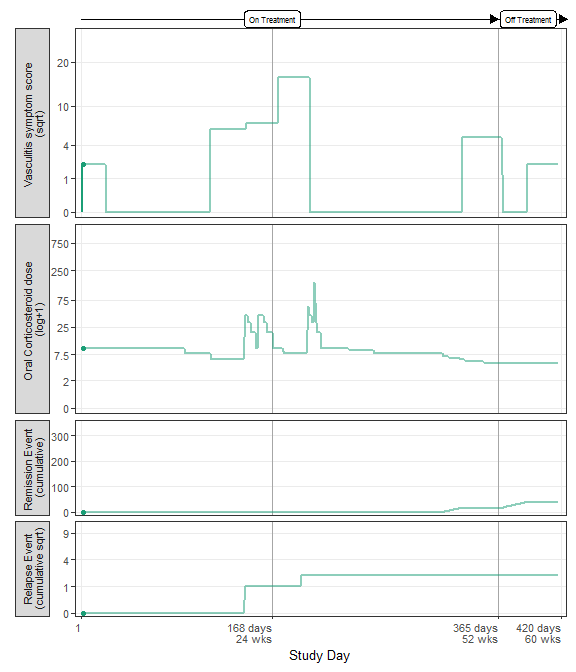 On Treatment
Off Treatment
Vasculitis symptom score
(sqrt)
20
10
4
1
0
Oral Corticosteroid dose
(log+1)
750
250
75
25
7.5
2
0
Remission Event
(cumulative)
300
200
100
0
Relapse Event
(cumulative sqrt)
9
4
1
0
1
168 days
24 wks
365 days
52 wks
420 days
60 wks
Study Day